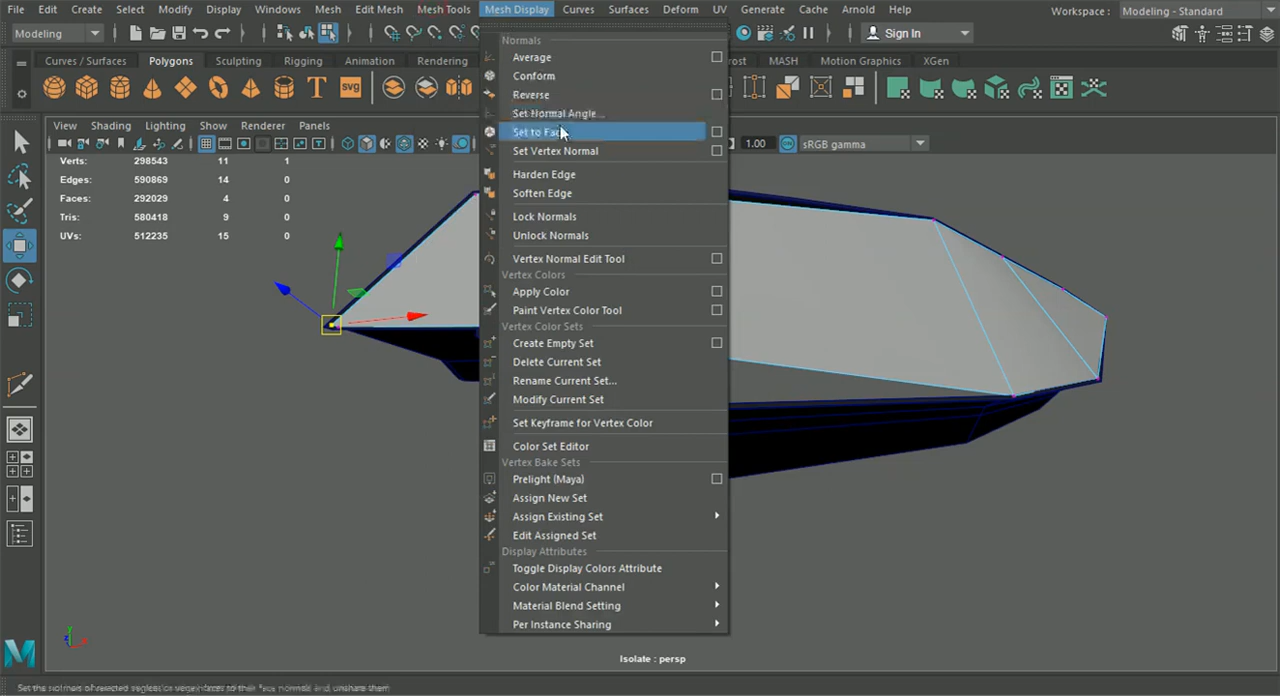 File Edit Create Select Modify Display Windows Mesh Edit Mesh Mesh Tools Mesh Display Curves Surfaces Deform UV Generate Cache Arnold Help Workspace : Modeling - Standard
Modeling Sign In
Curves / Surfaces Polygons Sculpting Rigging Animation Rendering MASH Motion Graphics XGen
View Shading Lighting Show Renderer Panels
1.00 sRGB gamma
Verts: 298543 11 1
Edges: 590869 14 0
Faces: 292029 4 0
Tris: 580418 9 0
UVs: 512235 15 0
Normals
Average
Conform
Reverse
Set Normal Angle...
Set to
Set Vertex Normal
Harden Edge
Soften Edge
Lock Normals
Unlock Normals
Vertex Normal Edit Tool
Vertex Colors
Apply Color
Paint Vertex Color Tool
Vertex Color Sets
Create Empty Set
Delete Current Set
Rename Current Set...
Modify Current Set
Set Keyframe for Vertex Color
Color Set Editor
Vertex Bake Sets
Prelight (Maya)
Assign New Set
Assign Existing Set
Edit Assigned Set
Display Attributes
Toggle Display Colors Attribute
Color Material Channel
Material Blend Setting
Per Instance Sharing
Isolate : persp